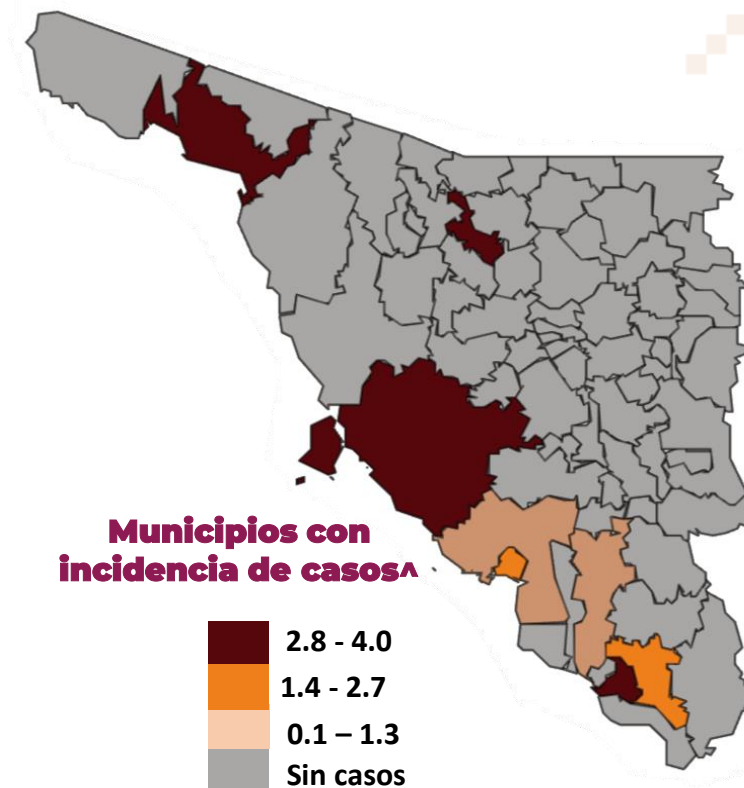 Municipios con
incidencia de casos^
2.8 - 4.0
1.4 - 2.7
0.1 – 1.3
Sin casos